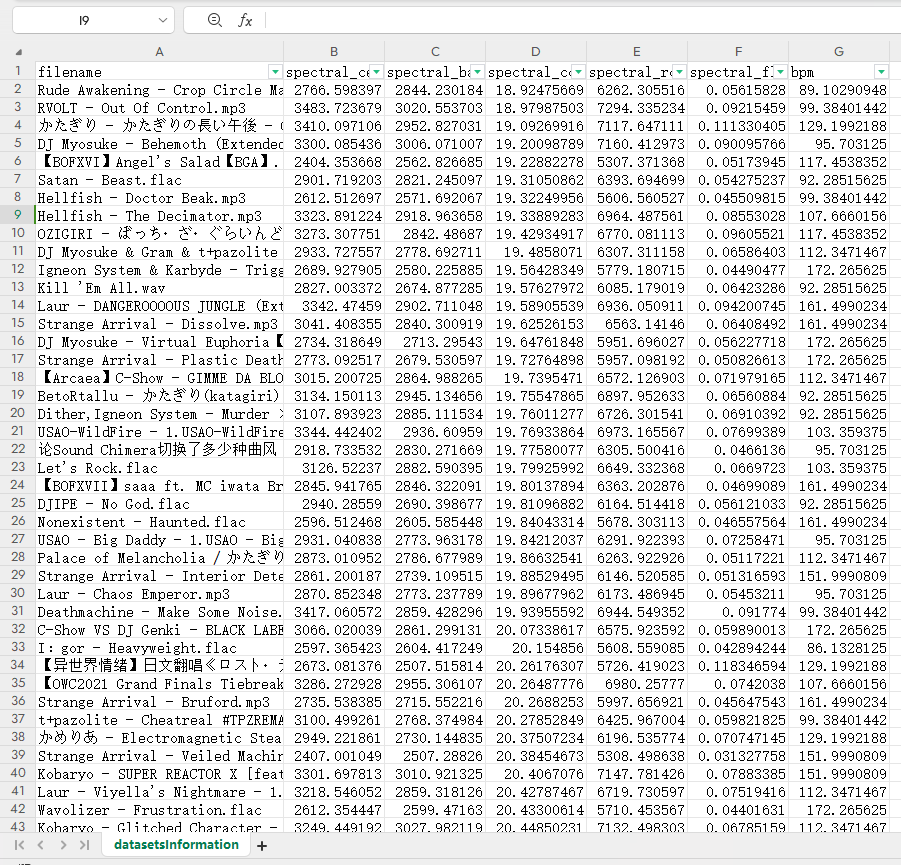 I9
fx
A B C D E F G
1 filename spectral_ce spectral_ba spectral_co spectral_ro spectral_fl bpm
2 Rude Awakening - Crop Circle Ma 2766.598397 2844.230184 18.92475669 6262.305516 0.05615828 89.10290948
3 RVOLT - Out Of Control.mp3 3483.723679 3020.553703 18.97987503 7294.335234 0.09215459 99.38401442
4 かたぎり - かたぎりの長い午後 - 3410.097106 2952.827031 19.09269916 7117.647111 0.111330405 129.1992188
5 DJ Myosuke - Behemoth (Extended 3300.085436 3006.071007 19.20098789 7160.412973 0.090095766 95.703125
6 【BOFXVI】Angel's Salad【BGA】. 2404.353668 2562.826685 19.22882278 5307.371368 0.05173945 117.4538352
7 Satan - Beast.flac 2901.719203 2821.245097 19.31050862 6393.694699 0.054275237 92.28515625
8 Hellfish - Doctor Beak.mp3 2612.512697 2571.692067 19.32249956 5606.560527 0.045509815 99.38401442
9 Hellfish - The Decimator.mp3 3323.891224 2918.963658 19.33889283 6964.487561 0.08553028 107.6660156
10 OZIGIRI - ぼっち・ざ・ぐらいんど 3273.307751 2842.48687 19.42934917 6770.081113 0.09605521 117.4538352
11 DJ Myosuke & Gram & t+pazolite 2933.727557 2778.692711 19.4858071 6307.311158 0.06586403 112.3471467
12 Igneon System & Karbyde - Trigg 2689.927905 2580.225885 19.56428349 5779.180715 0.04490477 172.265625
13 Kill 'Em All.wav 2827.003372 2674.877285 19.57627972 6085.179019 0.06423286 92.28515625
14 Laur - DANGEROOOOUS JUNGLE (Ext 3342.47459 2902.711048 19.58905539 6936.050911 0.094200745 161.4990234
15 Strange Arrival - Dissolve.mp3 3041.408355 2840.300919 19.62526153 6563.14146 0.06408492 161.4990234
16 DJ Myosuke - Virtual Euphoria【 2734.318649 2713.29543 19.64761848 5951.696027 0.056227718 172.265625
17 Strange Arrival - Plastic Death 2773.092517 2679.530597 19.72764898 5957.098192 0.050826613 172.265625
18 【Arcaea】C-Show - GIMME DA BLO 3015.200725 2864.988265 19.7395471 6572.126903 0.071979165 112.3471467
19 BetoRtallu - かたぎり(katagiri) 3134.150113 2945.134656 19.75547865 6897.952633 0.06560884 92.28515625
20 Dither,Igneon System - Murder 3107.893923 2885.111534 19.76011277 6726.301541 0.06910392 92.28515625
21 USAO-WildFire - 1.USAO-WildFire 3344.442402 2936.60959 19.76933864 6973.165567 0.07699389 103.359375
22 论Sound Chimera切换了多少种曲风 2918.733532 2830.271669 19.77580077 6305.500416 0.0466136 95.703125
23 Let's Rock.flac 3126.52237 2882.590395 19.79925992 6649.332368 0.0669723 103.359375
24 【BOFXVII】saaa ft. MC iwata Br 2845.941765 2846.322091 19.80137894 6363.202876 0.04699089 161.4990234
25 DJIPE - No God.flac 2940.28559 2690.398677 19.81096882 6164.514418 0.056121033 92.28515625
26 Nonexistent - Haunted.flac 2596.512468 2605.585448 19.84043314 5678.303113 0.046557564 161.4990234
27 USAO - Big Daddy - 1.USAO - Big 2931.040838 2773.963178 19.84212037 6291.922393 0.07258471 95.703125
28 Palace of Melancholia / かたぎり 2873.010952 2786.677989 19.86632541 6263.922926 0.05117221 112.3471467
29 Strange Arrival - Interior Dete 2861.200187 2739.109515 19.88529495 6146.520585 0.051316593 151.9990809
30 Laur - Chaos Emperor.mp3 2870.852348 2773.237789 19.89677962 6173.486945 0.05453211 95.703125
31 Deathmachine - Make Some Noise. 3417.060572 2859.428296 19.93955592 6944.549352 0.091774 99.38401442
32 C-Show VS DJ Genki - BLACK LABE 3066.020039 2861.299131 20.07338617 6575.923592 0.059890013 172.265625
33 I：gor - Heavyweight.flac 2597.365423 2604.417249 20.154856 5608.559085 0.042894244 86.1328125
34 【异世界情绪】日文翻唱《ロスト・ 2673.081376 2507.515814 20.26176307 5726.419023 0.118346594 129.1992188
35 【OWC2021 Grand Finals Tiebreak 3286.272928 2955.306107 20.26487776 6980.25777 0.0742038 107.6660156
36 Strange Arrival - Bruford.mp3 2735.538385 2715.552216 20.2688253 5997.656921 0.045647543 161.4990234
37 t+pazolite - Cheatreal #TPZREMA 3100.499261 2768.374984 20.27852849 6425.967004 0.059821825 99.38401442
38 かめりあ - Electromagnetic Stea 2949.221861 2730.144835 20.37507234 6196.535774 0.070747145 129.1992188
39 Strange Arrival - Veiled Machin 2407.001049 2507.28826 20.38454673 5308.498638 0.031327758 151.9990809
40 Kobaryo - SUPER REACTOR X [feat 3301.697813 3010.921325 20.4067076 7147.781426 0.07883385 151.9990809
41 Laur - Viyella's Nightmare - 1. 3218.546052 2859.318126 20.42787467 6719.730597 0.07519416 112.3471467
42 Wavolizer - Frustration.flac 2612.354447 2599.47163 20.43300614 5710.453567 0.04401631 172.265625
43 Kobaryo - Glitched Character - 3249.449192 3027.982119 20.44850231 7132.498303 0.06785159 112.3471467
datasetsInformation +